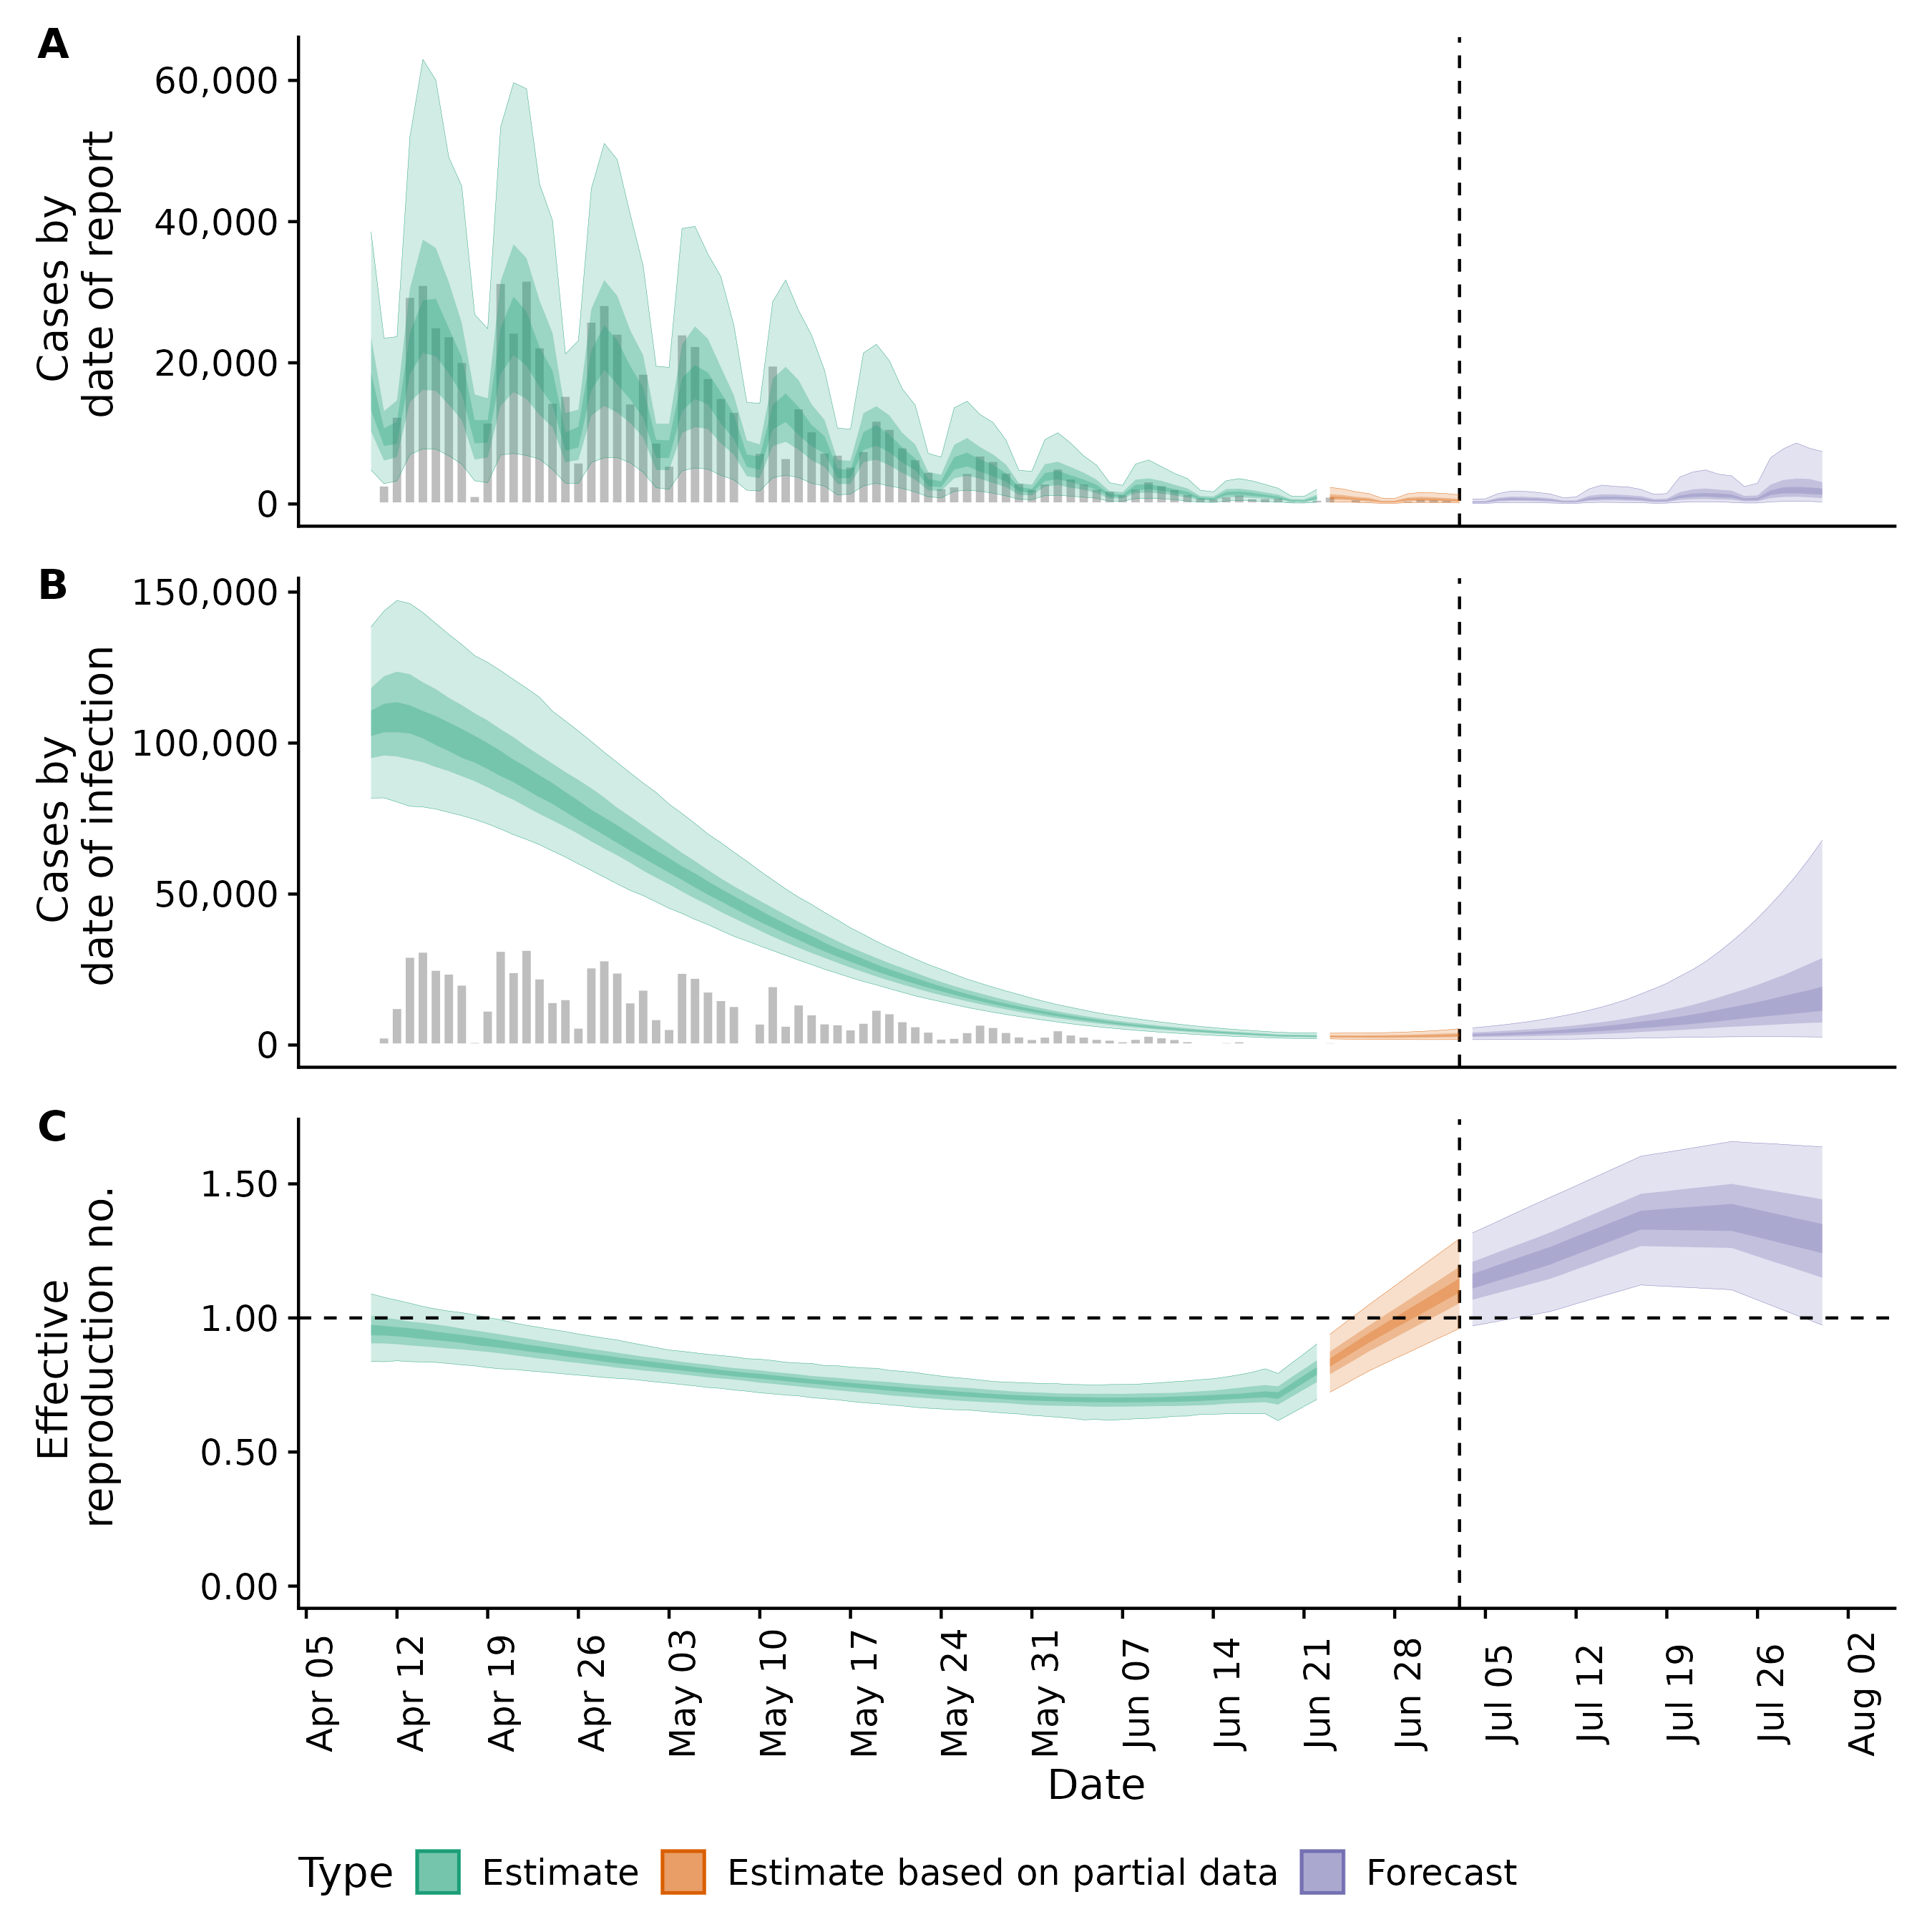 A
60,000
40,000
20,000
0
Cases by
date of report
B
150,000
100,000
50,000
0
Cases by
date of infection
C
1.50
1.00
0.50
0.00
Effective
reproduction no.
Apr 05
Apr 12
Apr 19
Apr 26
May 03
May 10
May 17
May 24
May 31
Jun 07
Jun 14
Jun 21
Jun 28
Jul 05
Jul 12
Jul 19
Jul 26
Aug 02
Date
Type Estimate Estimate based on partial data Forecast